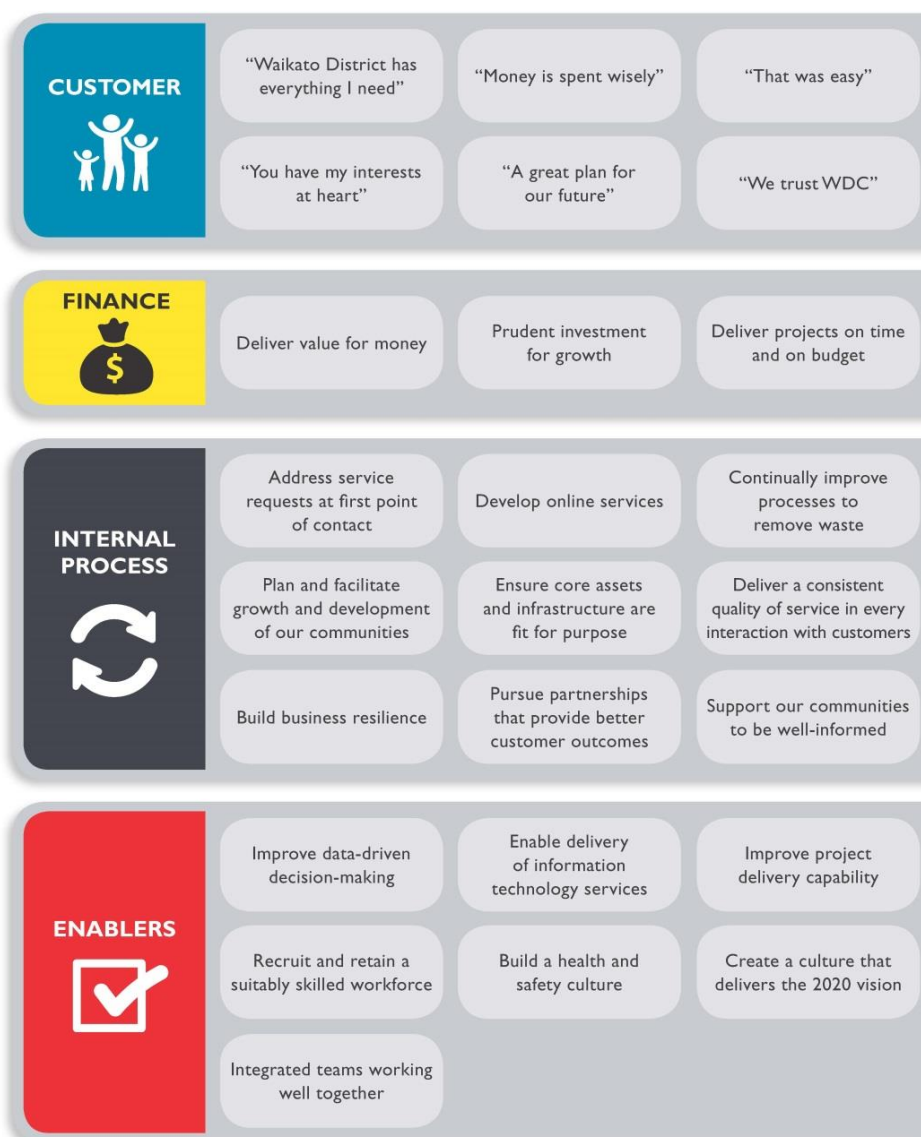 CUSTOMER
“Waikato District has
everything I need”
“Money is spent wisely”
“That was easy”
“You have my interests
at heart”
“A great plan for
our future”
“We trust WDC”
FINANCE
$
Deliver value for money
Prudent investment
for growth
Deliver projects on time
and on budget
INTERNAL
PROCESS
Address service
requests at first point
of contact
Develop online services
Continually improve
processes to
remove waste
Plan and facilitate
growth and development
of our communities
Ensure core assets
and infrastructure are
fit for purpose
Deliver a consistent
quality of service in every
interaction with customers
Build business resilience
Pursue partnerships
that provide better
customer outcomes
Support our communities
to be well-informed
ENABLERS
Improve data-driven
decision-making
Enable delivery
of information
technology services
Improve project
delivery capability
Recruit and retain a
suitably skilled workforce
Build a health and
safety culture
Create a culture that
delivers the 2020 vision
Integrated teams working
well together